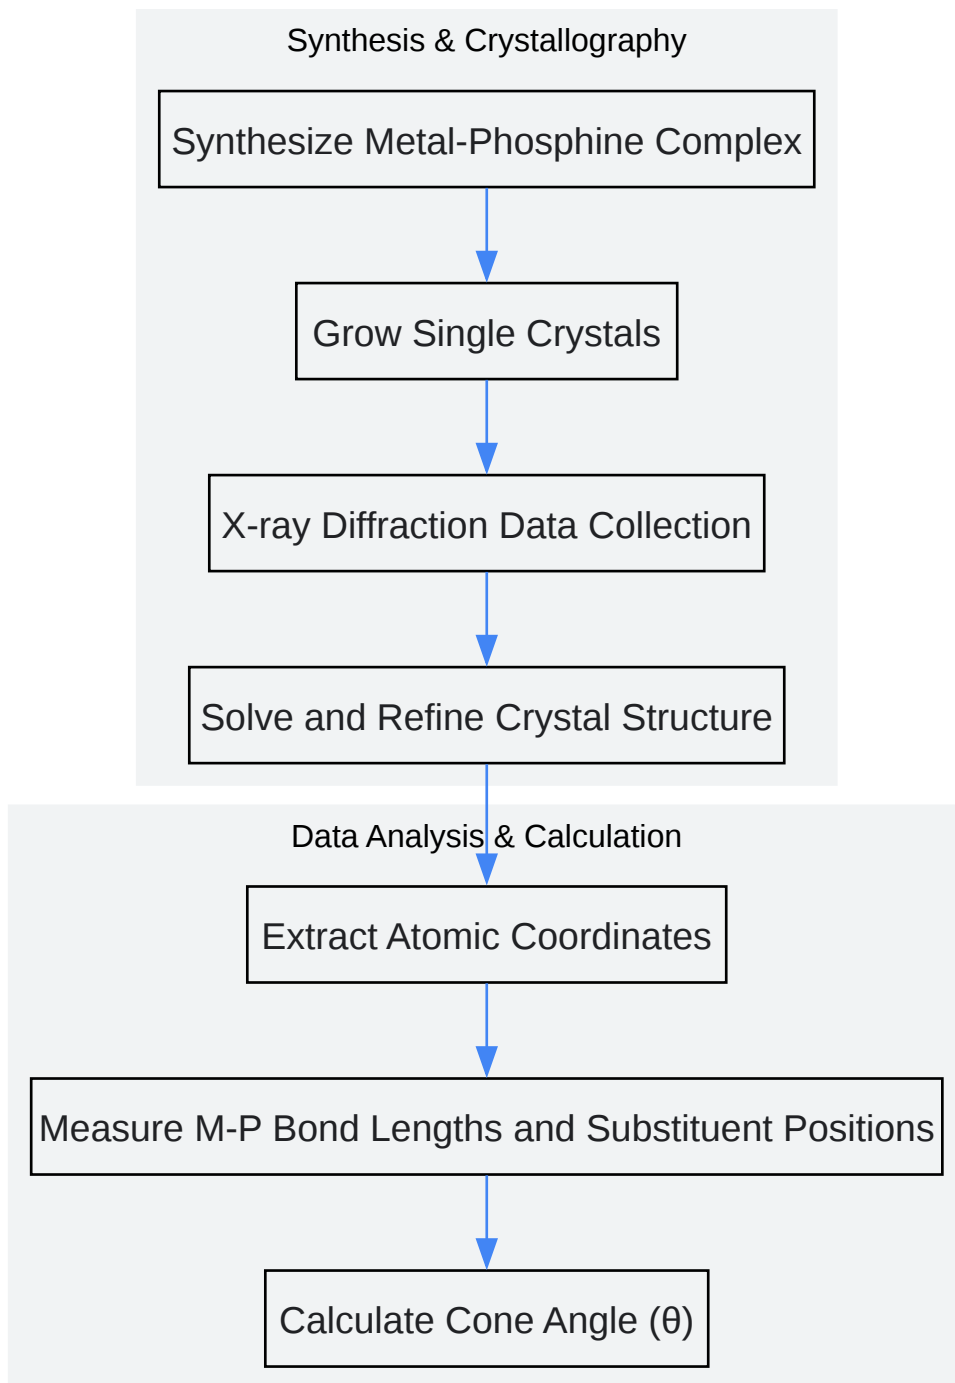 Synthesis & Crystallography
Synthesize Metal-Phosphine Complex
Grow Single Crystals
X-ray Diffraction Data Collection
Solve and Refine Crystal Structure
Data Analysis & Calculation
Extract Atomic Coordinates
Measure M-P Bond Lengths and Substituent Positions
Calculate Cone Angle (θ)